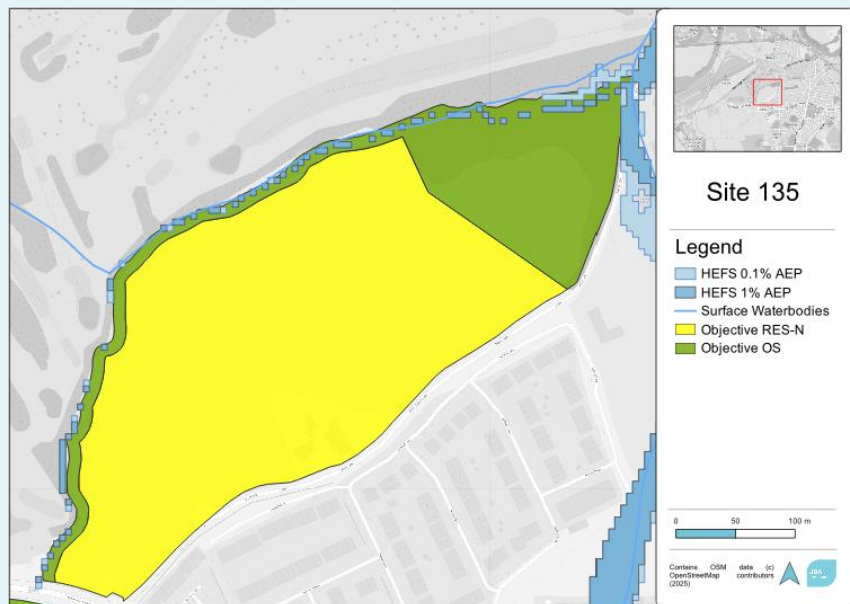 Site 135
Legend
HEFS 0.1% AEP
HEFS 1% AEP
Surface Waterbodies
Objective RES-N
Objective OS
0 50 100 m
Contains OSM data (c)
OpenStreetMap contributors
(2025)
JBA